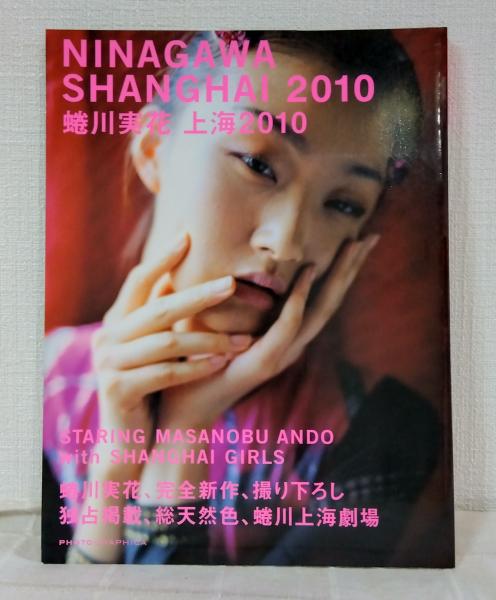 NINAGAWA
SHANGHAI 2010
蜷川実花 上海2010
STARING MASANOBU ANDO
with SHANGHAI GIRLS
蜷川実花、完全新作、撮り下ろし
独占掲載、総天然色、蜷川上海劇場
PHOTOGRAPHICA